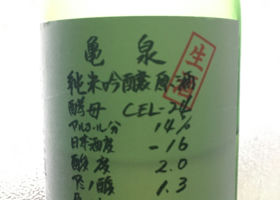 亀泉
生酒
純米吟醸原酒
酵母 CEL-24
アルコール分 14%
日本酒度 -16
酸度 2.0
アミノ酸 1.3